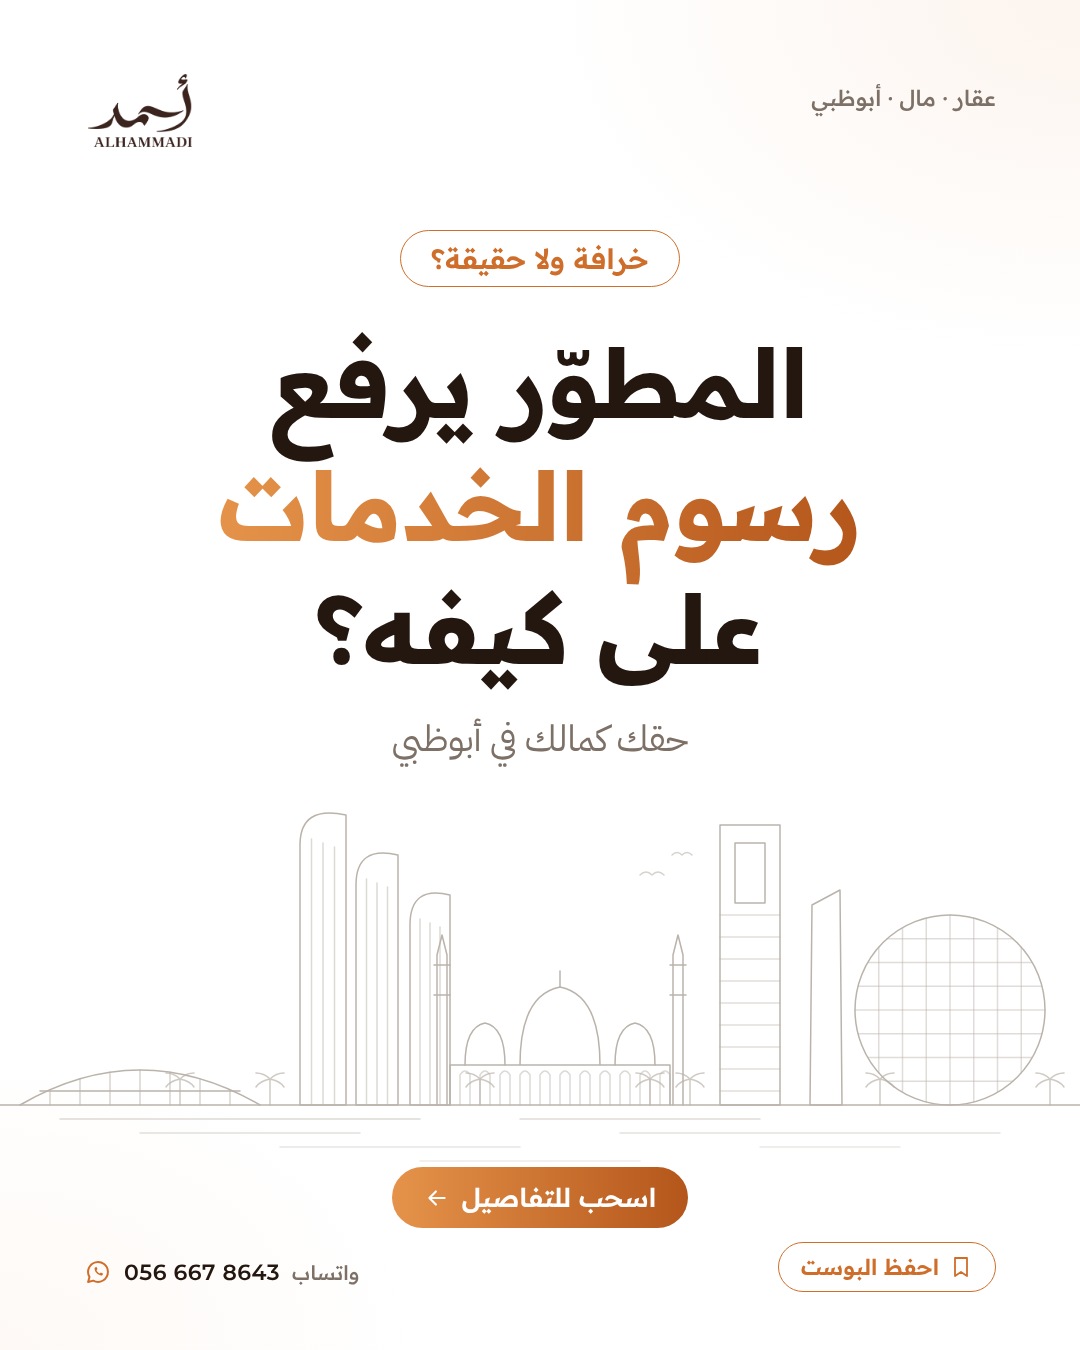 عقار · مال · أبوظبي
أحمد
ALHAMMADI
خرافة ولا حقيقة؟
المطوّر يرفع
رسوم الخدمات
على كيفه؟
حقك كمالك في أبوظبي
اسحب للتفاصيل ←
احفظ البوست
واتساب 056 667 8643